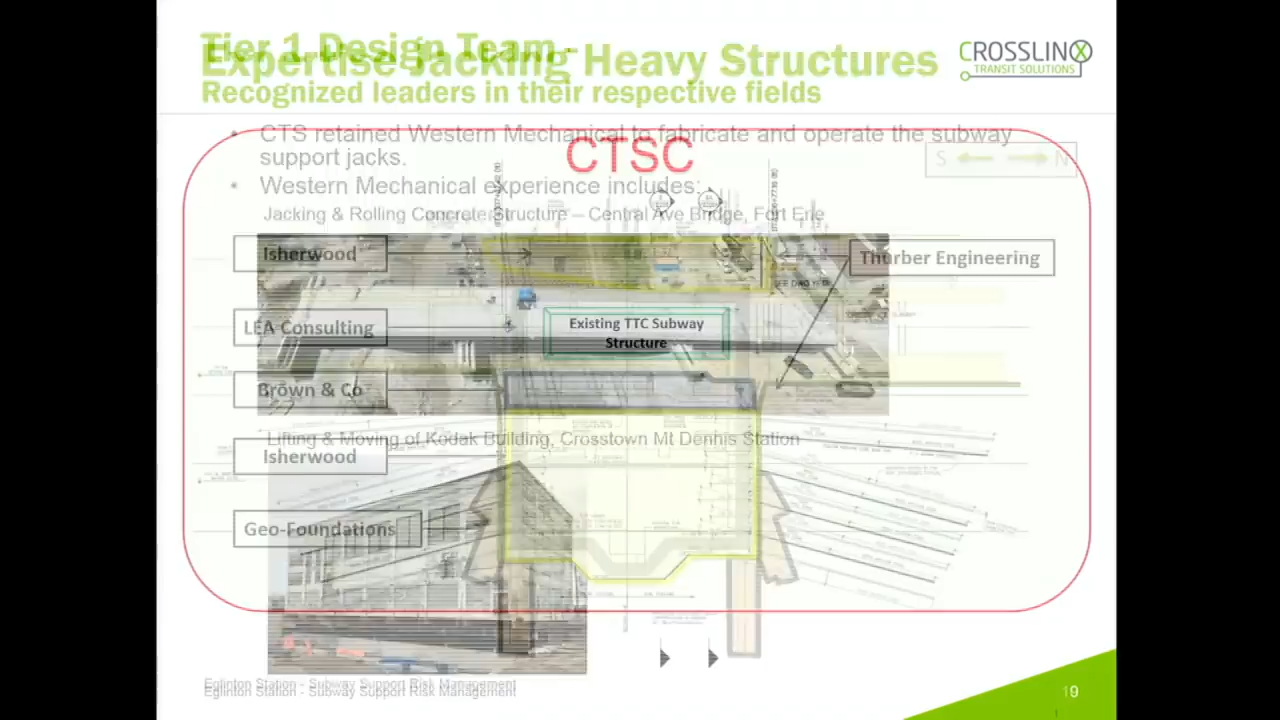 Tier 1 Design Team -
Expertise Jacking Heavy Structures
Recognized leaders in their respective fields
CROSSLINX
TRANSIT SOLUTIONS
• CTS retained Western Mechanical to fabricate and operate the subway
support jacks.
CTSC
S N
• Western Mechanical experience includes:
Jacking & Rolling Concrete Structure – Central Ave Bridge, Fort Erie
Isherwood
Thurber Engineering
LEA Consulting
Existing TTC Subway
Structure
Brown & Co
Lifting & Moving of Kodak Building, Crosstown Mt Dennis Station
Isherwood
Geo-Foundations
Eglinton Station - Subway Support Risk Management
Eglinton Station - Subway Support Risk Management